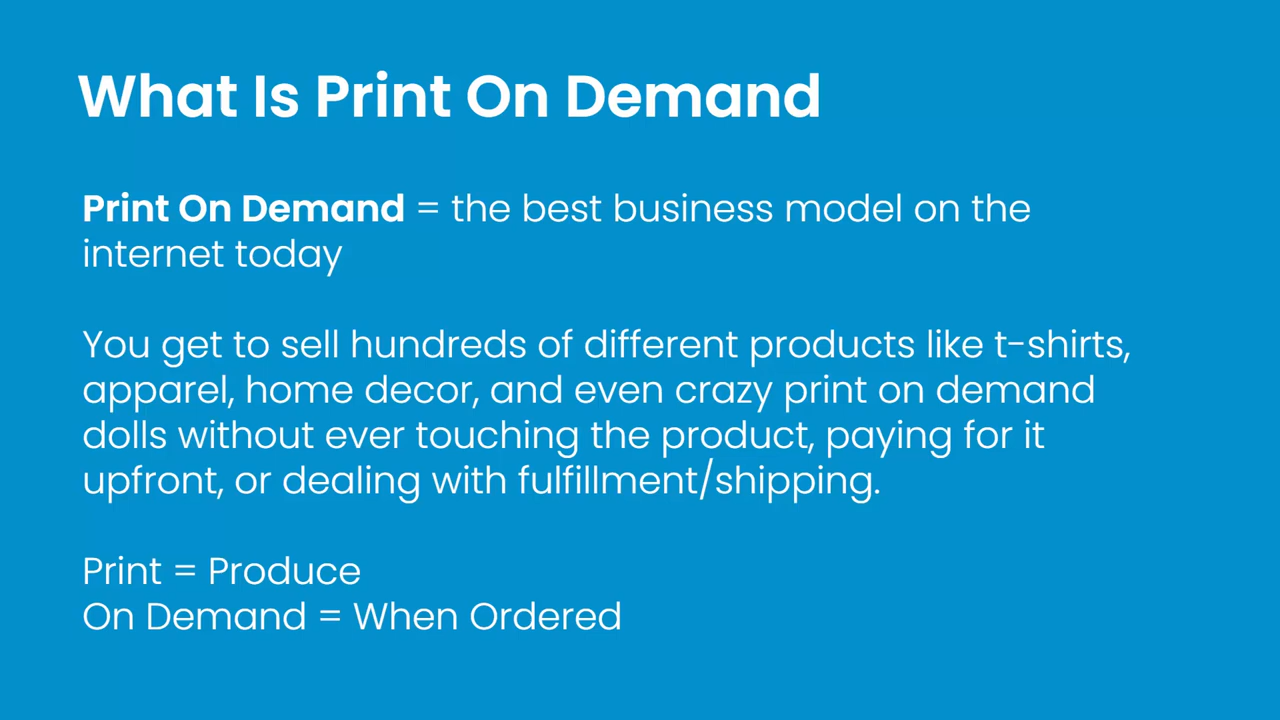 What Is Print On Demand
Print On Demand = the best business model on the
internet today
You get to sell hundreds of different products like t-shirts,
apparel, home decor, and even crazy print on demand
dolls without ever touching the product, paying for it
upfront, or dealing with fulfillment/shipping.
Print = Produce
On Demand = When Ordered